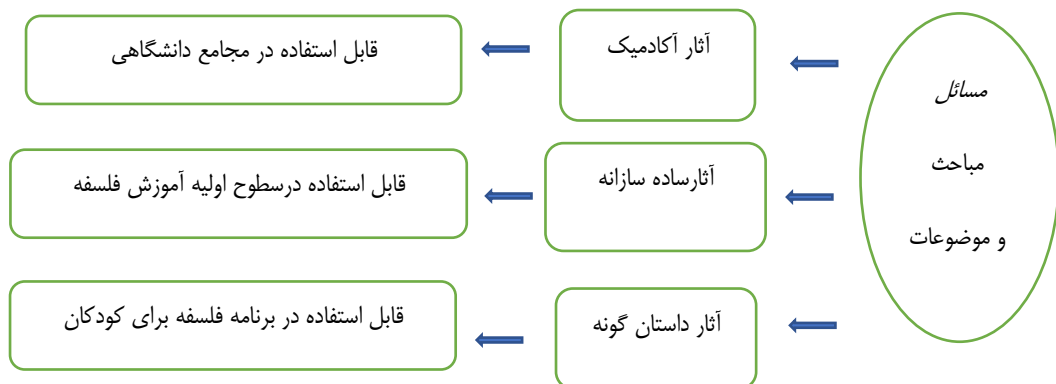 مسائل
مباحث
و موضوعات
آثار آکادمیک
قابل استفاده در مجامع دانشگاهی
آثارساده سازانه
قابل استفاده درسطوح اولیه آموزش فلسفه
آثار داستان گونه
قابل استفاده در برنامه فلسفه برای کودکان